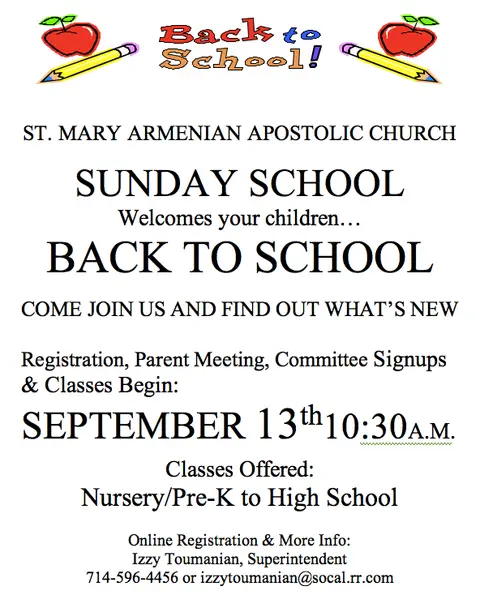 Back to
School!
ST. MARY ARMENIAN APOSTOLIC CHURCH
SUNDAY SCHOOL
Welcomes your children…
BACK TO SCHOOL
COME JOIN US AND FIND OUT WHAT'S NEW
Registration, Parent Meeting, Committee Signups
& Classes Begin:
SEPTEMBER 13th10:30A.M.
Classes Offered:
Nursery/Pre-K to High School
Online Registration & More Info:
Izzy Toumanian, Superintendent
714-596-4456 or izzytoumanian@socal.rr.com